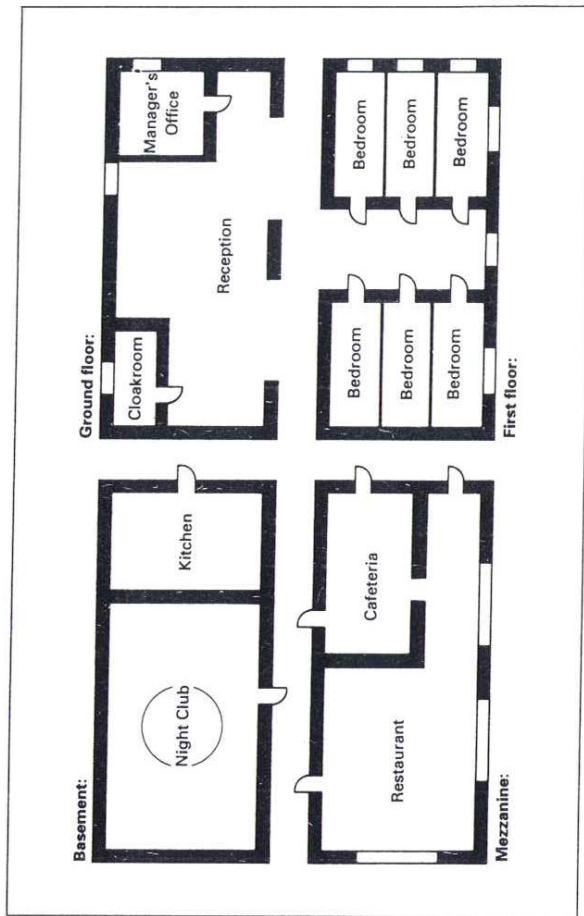 Basement:
Night Club
Kitchen
Ground floor:
Cloakroom
Reception
Manager's
Office
Restaurant
Cafeteria
Mezzanine:
Bedroom
Bedroom
Bedroom
Bedroom
Bedroom
Bedroom
First floor: